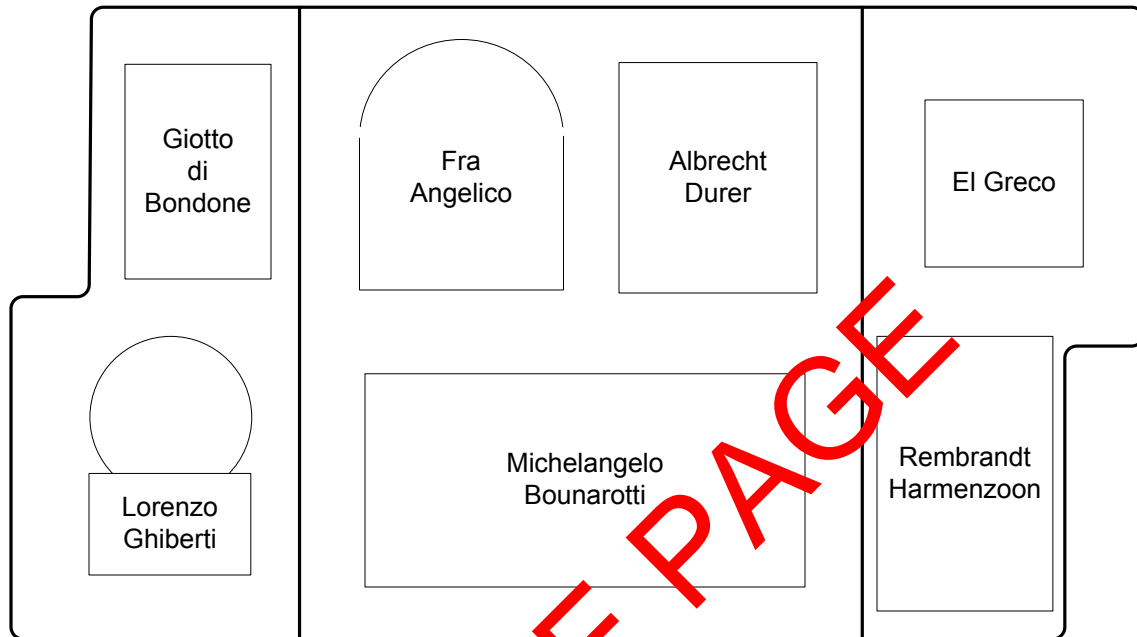 Giotto
di
Bondone
Fra
Angelico
Albrecht
Durer
El Greco
Lorenzo
Ghiberti
Michelangelo
Bounarotti
Rembrandt
Harmenzoon
PAGE